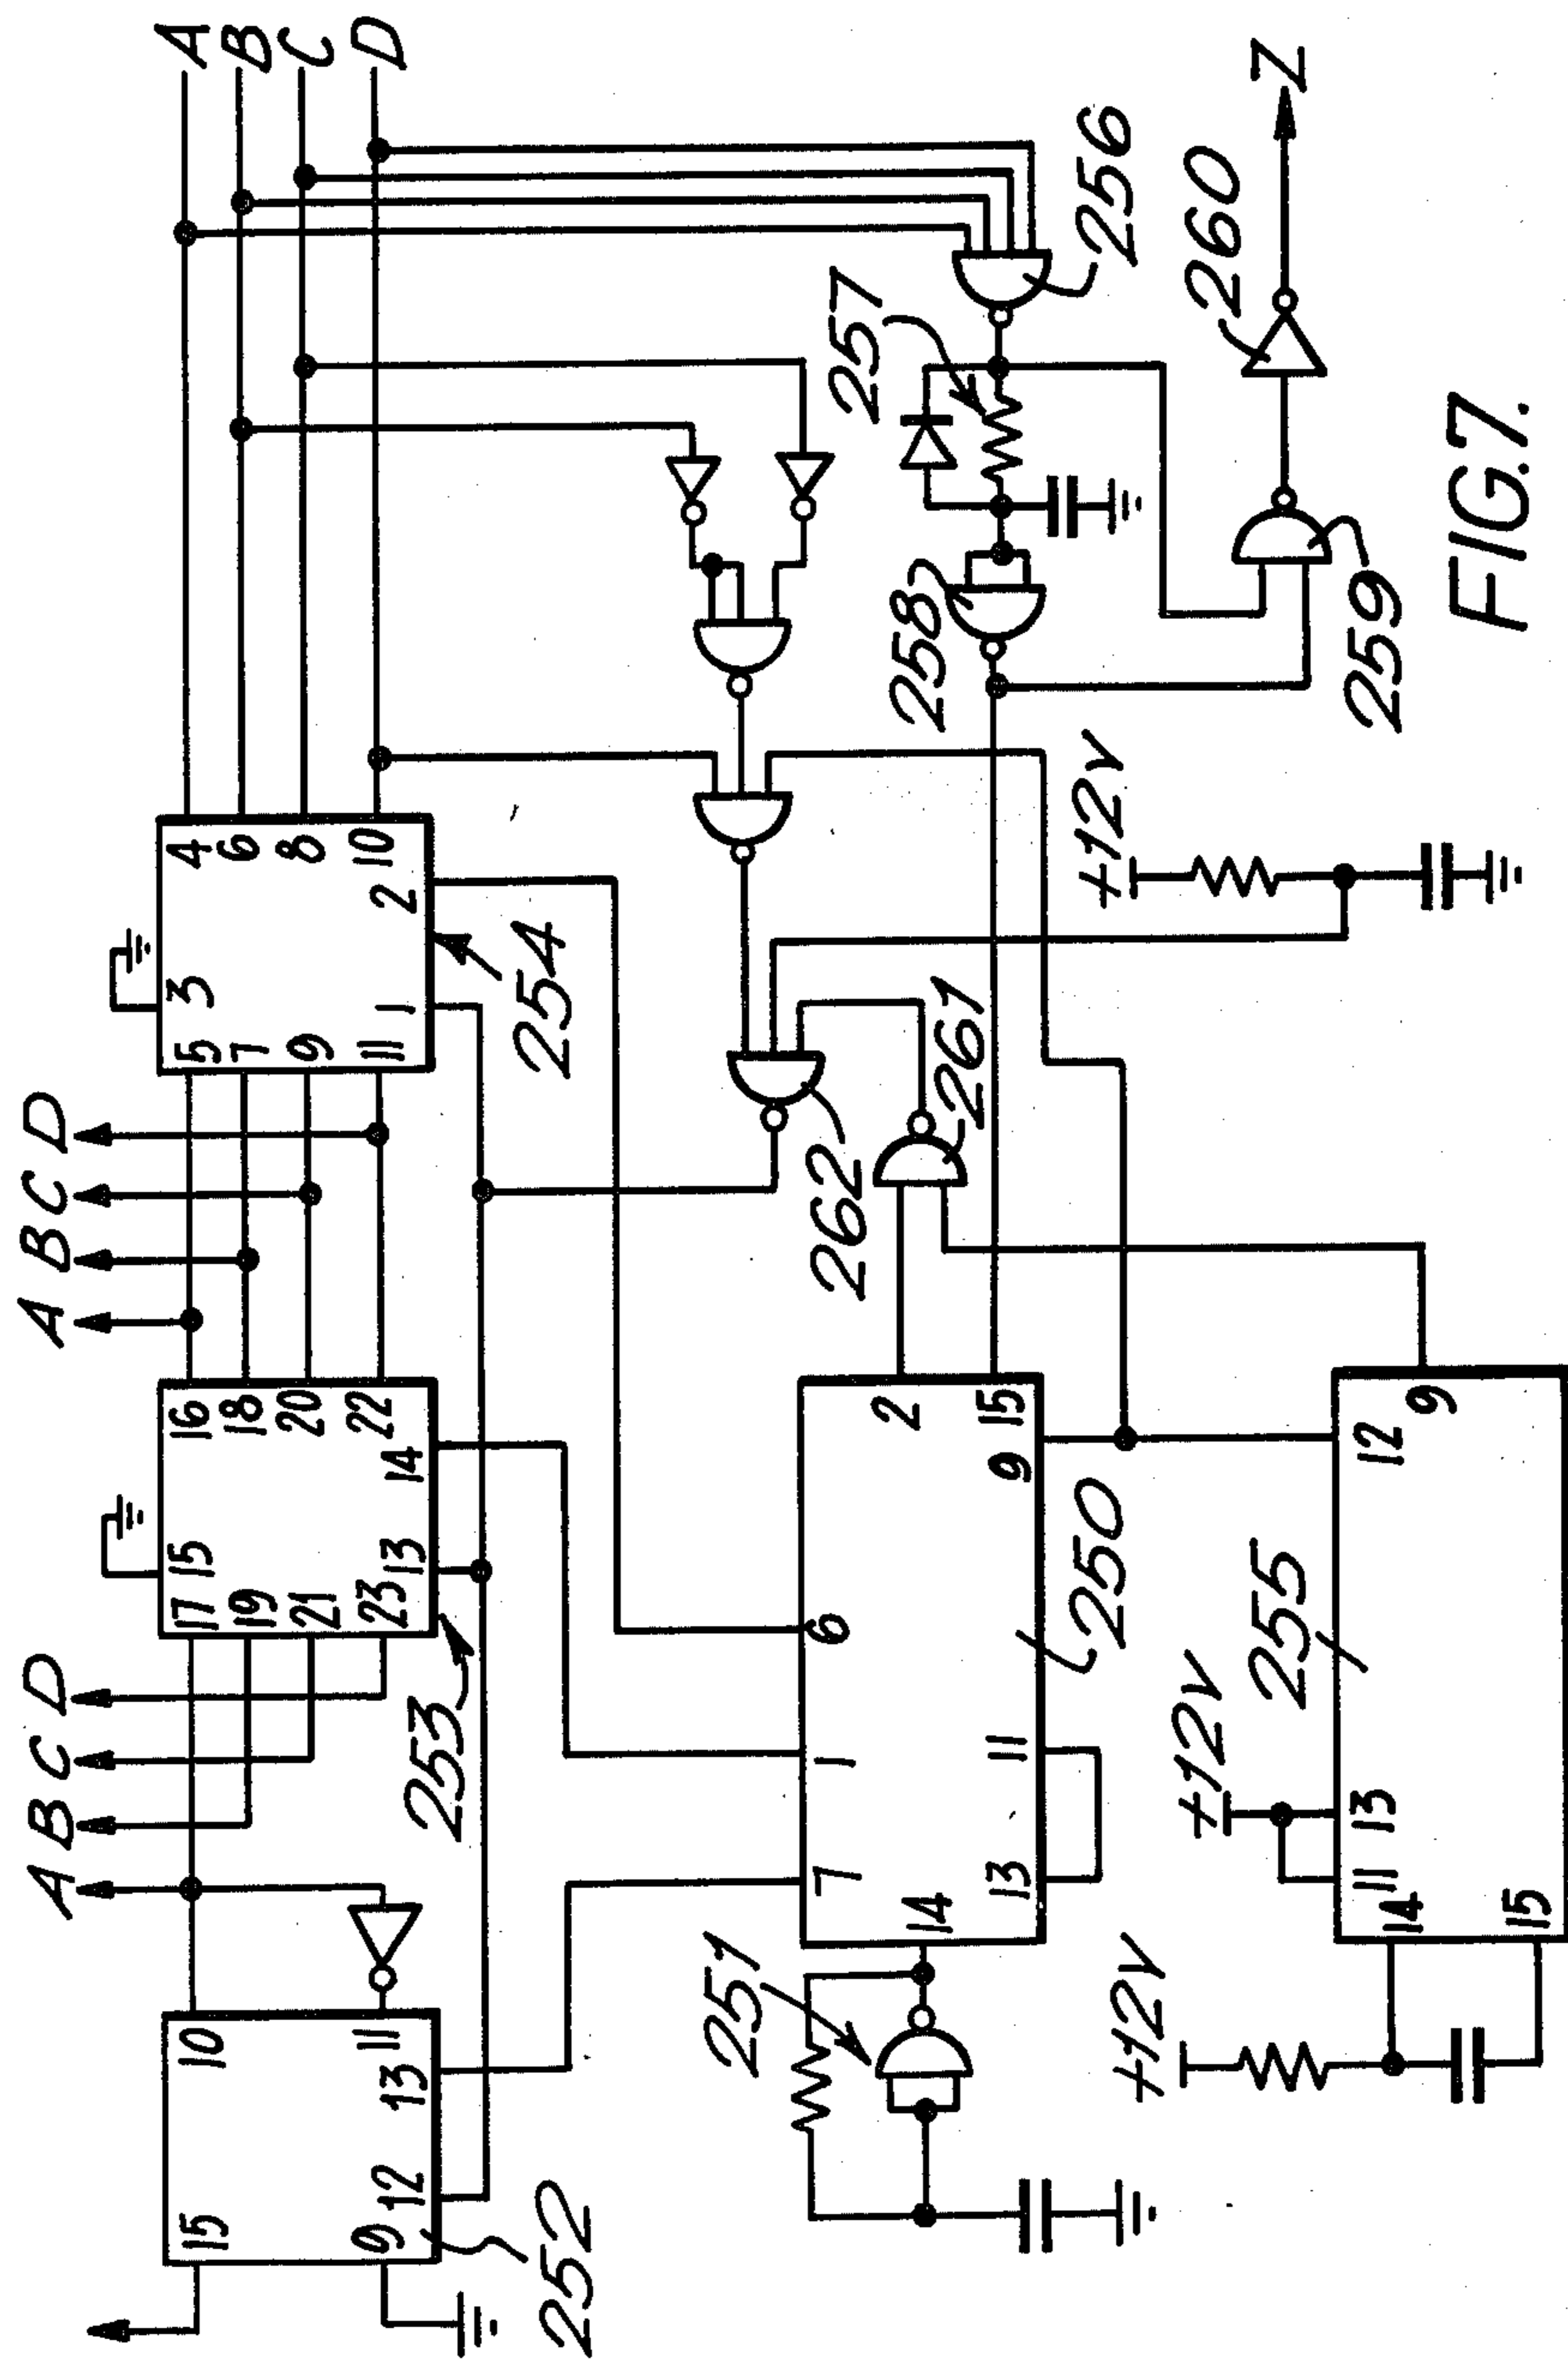 A B C D A B C D
15 10 17 15 16 5 3 4 A
19 18 7 6 B
21 20 9 8 C
9 11 23 22 11 10 D
12 13 13 14 1 2
252
253
254
7 1 6
251
262
257
14 2
258
261
13 11 9 15
250
+12V
256
+12V
+12V
255
260
14 11 13 12 9
259
Z
15
FIG.7.